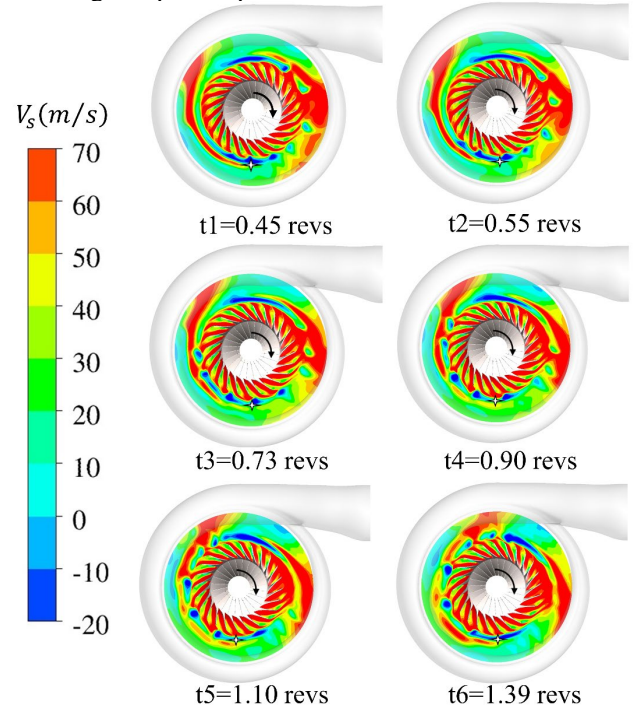 t1=0.45 revs
t2=0.55 revs
V_s(m/s)
70
60
50
40
30
20
10
0
-10
-20
t3=0.73 revs
t4=0.90 revs
t5=1.10 revs
t6=1.39 revs